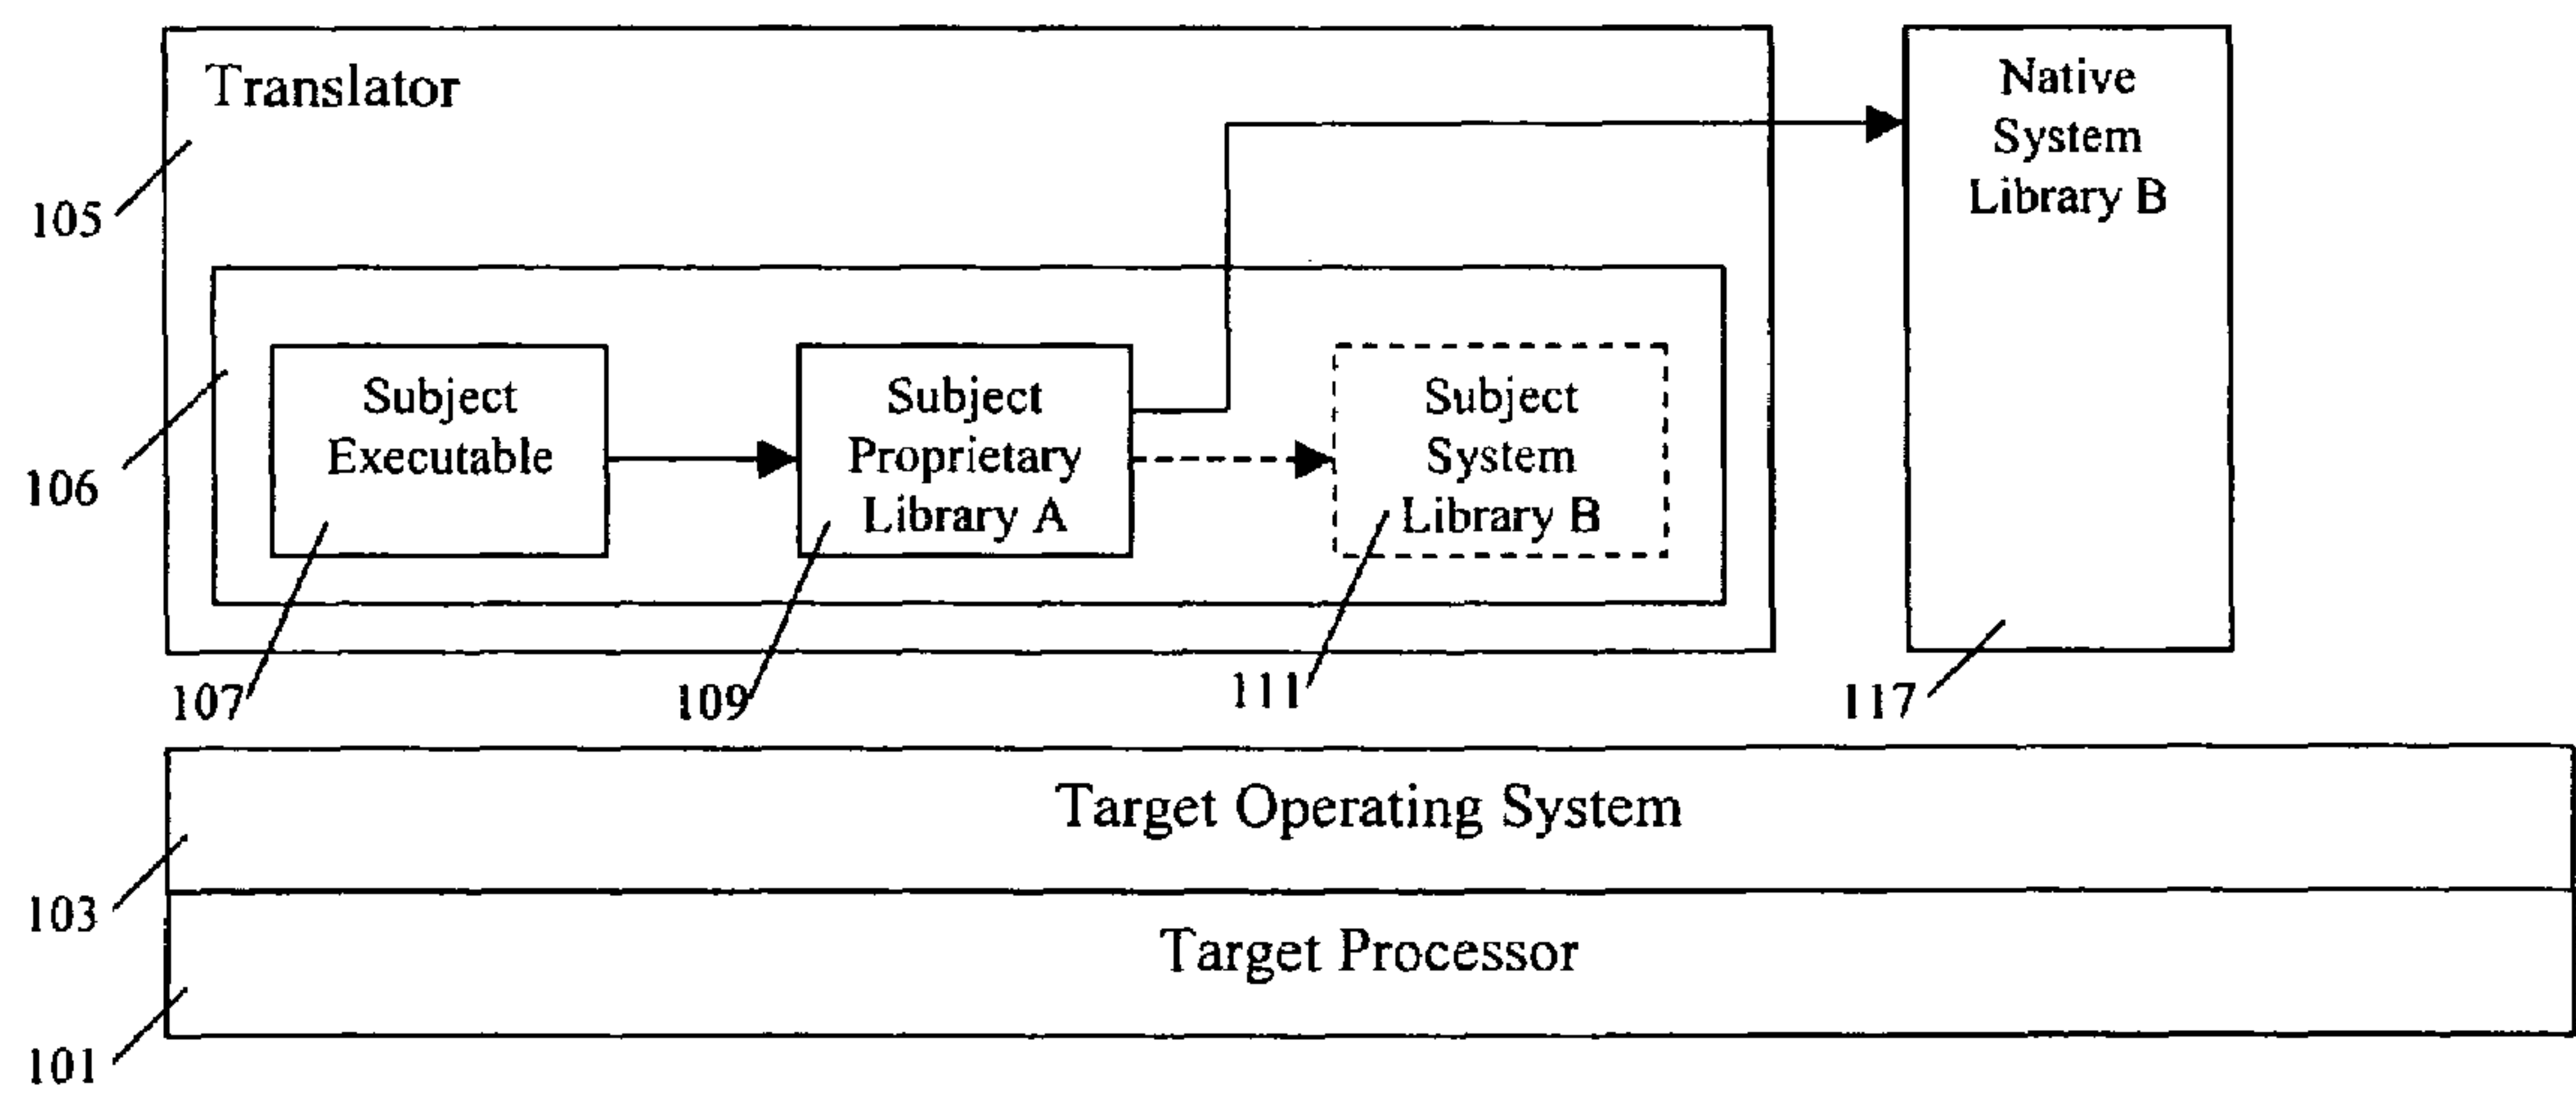 Translator
Native
System
Library B
105
106
Subject
Executable
Subject
Proprietary
Library A
Subject
System
Library B
107
109
111
117
Target Operating System
103
Target Processor
101